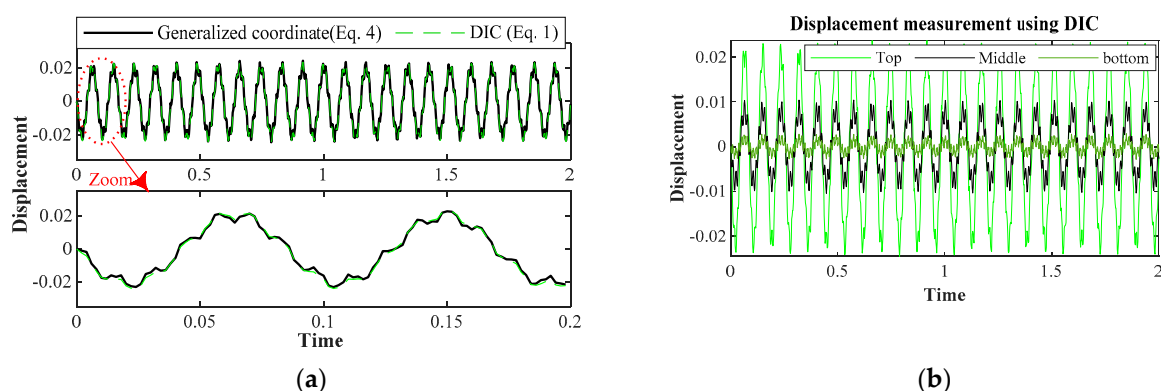 Generalized coordinate(Eq. 4) DIC (Eq. 1)
0.02
0
-0.02
0 0.5 1 1.5 2
Zoom
Displacement
0.02
0
-0.02
0 0.05 0.1 0.15 0.2
Time
(a)
Displacement measurement using DIC
Top Middle bottom
0.02
0.01
0
-0.01
-0.02
Displacement
0 0.5 1 1.5 2
Time
(b)